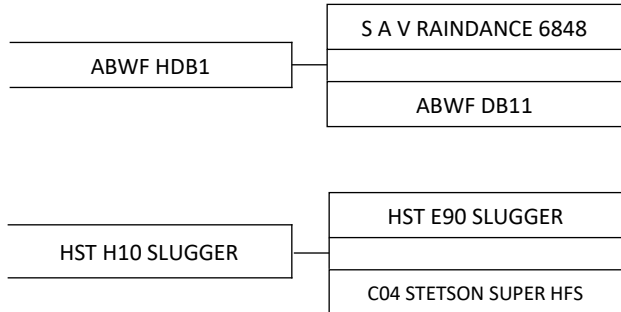 S A V RAINDANCE 6848
ABWF HDB1
ABWF DB11
HST E90 SLUGGER
HST H10 SLUGGER
C04 STETSON SUPER HFS